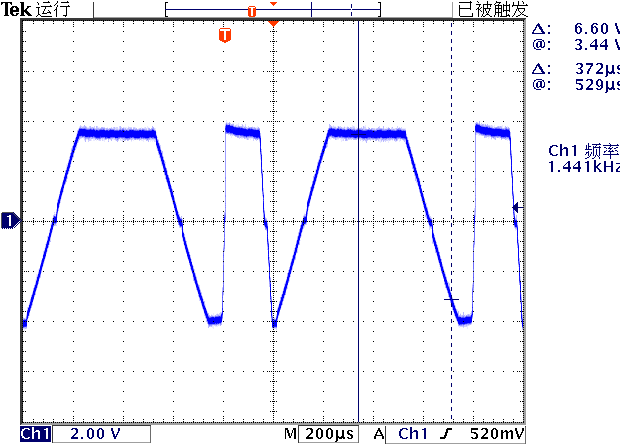 Tek 运行 T 已被触发
T
Δ: 6.60 V
@: 3.44 V
Δ: 372µs
@: 529µs
Ch1 频率
1.441kHz
1
Ch1 2.00 V M 200µs A Ch1 520mV